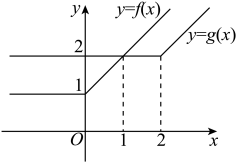 y y=f(x)
2 y=g(x)
1
O 1 2 x